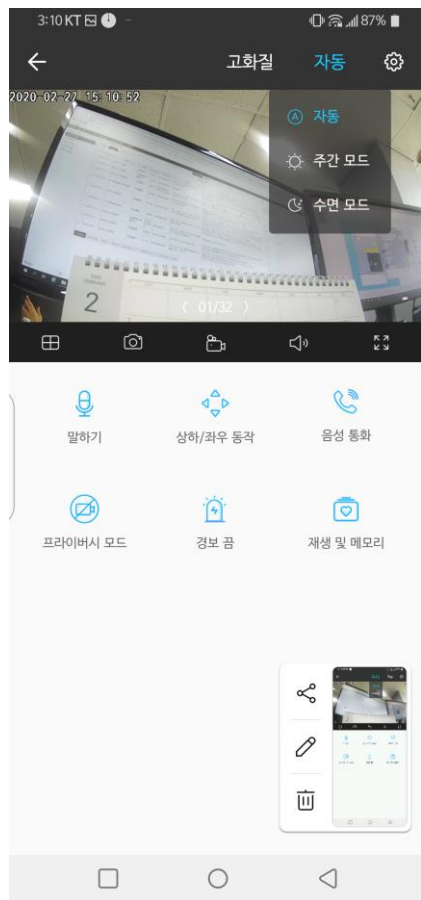 3:10 KT 87%
고화질 자동
2020-02-27 15:10:52
자동
주간 모드
수면 모드
2
( 01/32 )
말하기 상하/좌우 동작 음성 통화
프라이버시 모드 경보 끔 재생 및 메모리